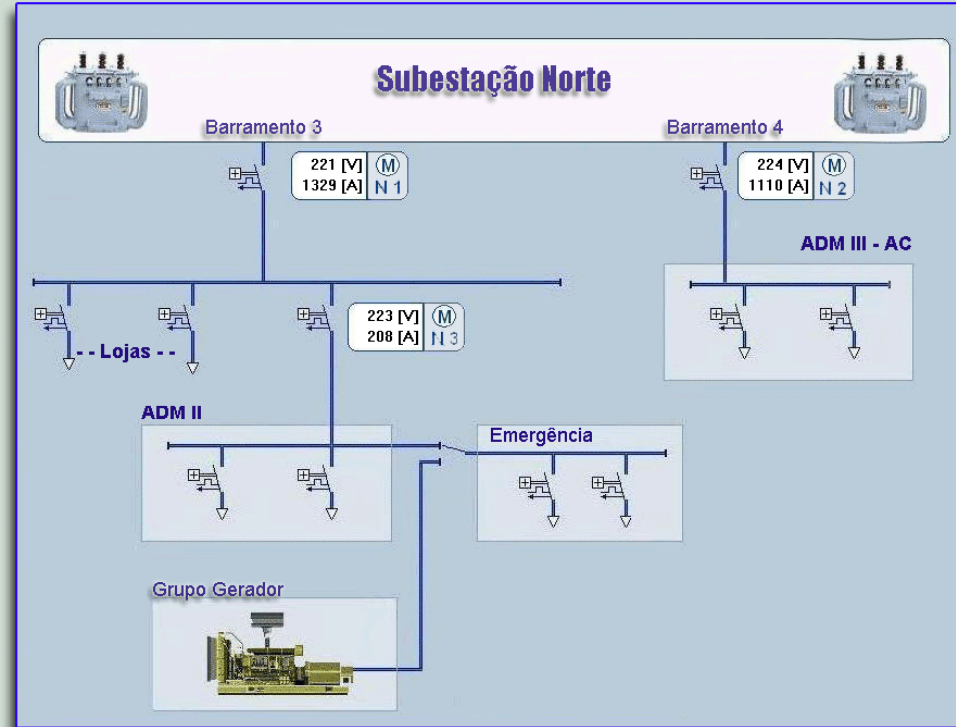 Subestação Norte
Barramento 3
Barramento 4
221 [V]
1329 [A]
M
N 1
224 [V]
1110 [A]
M
N 2
ADM III - AC
223 [V]
208 [A]
M
N 3
- - Lojas - -
ADM II
Emergência
Grupo Gerador